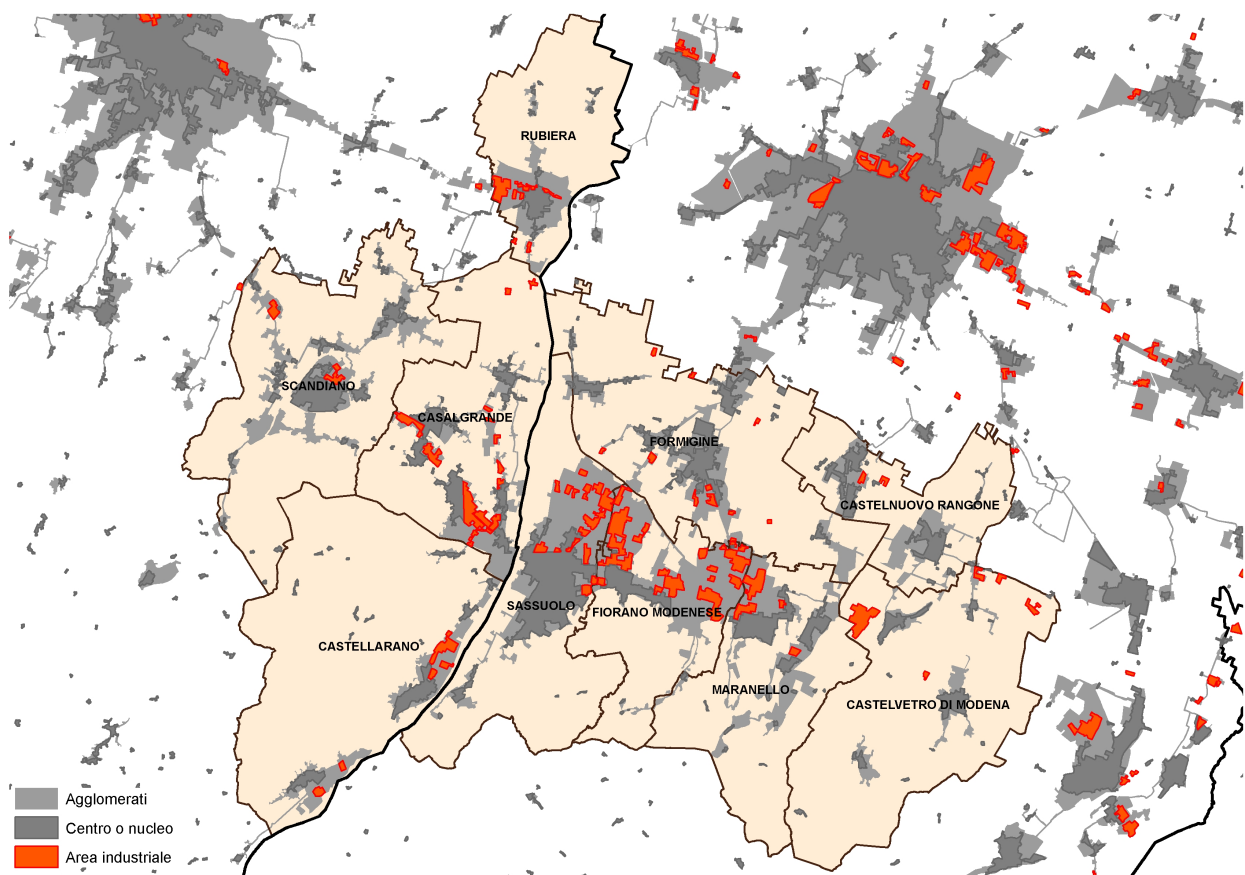 RUBIERA
SCANDIANO
CASALGRANDE
FORMIGINE
CASTELNUOVO RANGONE
SASSUOLO
FIORANO MODENESE
CASTELLARANO
MARANELLO
CASTELVETRO DI MODENA
Agglomerati
Centro o nucleo
Area industriale